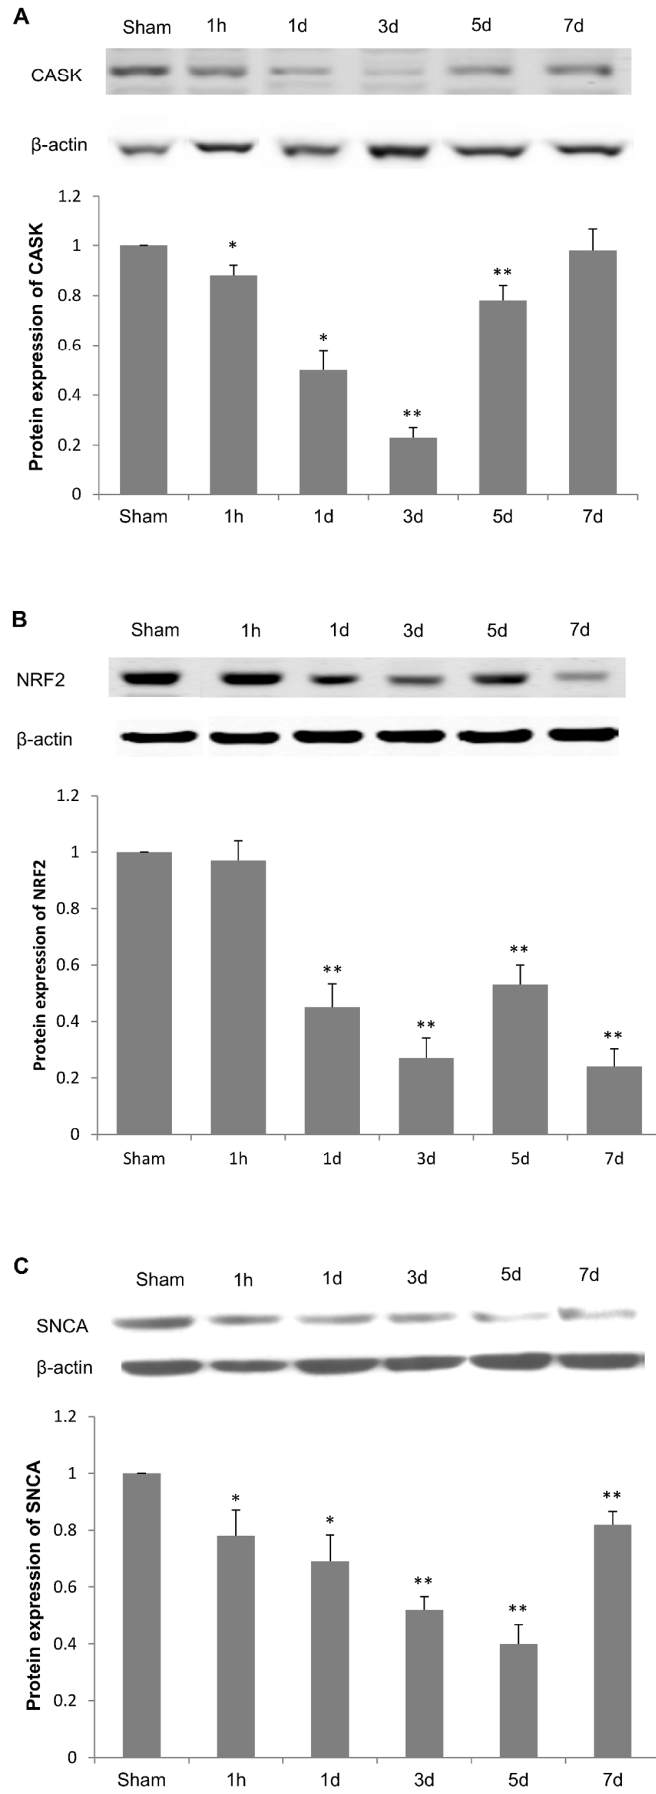 A
Sham 1h 1d 3d 5d 7d
CASK
β-actin
Protein expression of CASK
1.2
1
0.8
0.6
0.4
0.2
0
*
*
**
**
Sham 1h 1d 3d 5d 7d
B
Sham 1h 1d 3d 5d 7d
NRF2
β-actin
Protein expression of NRF2
1.2
1
0.8
0.6
0.4
0.2
0
**
**
**
**
Sham 1h 1d 3d 5d 7d
C
Sham 1h 1d 3d 5d 7d
SNCA
β-actin
Protein expression of SNCA
1.2
1
0.8
0.6
0.4
0.2
0
*
*
**
**
**
Sham 1h 1d 3d 5d 7d